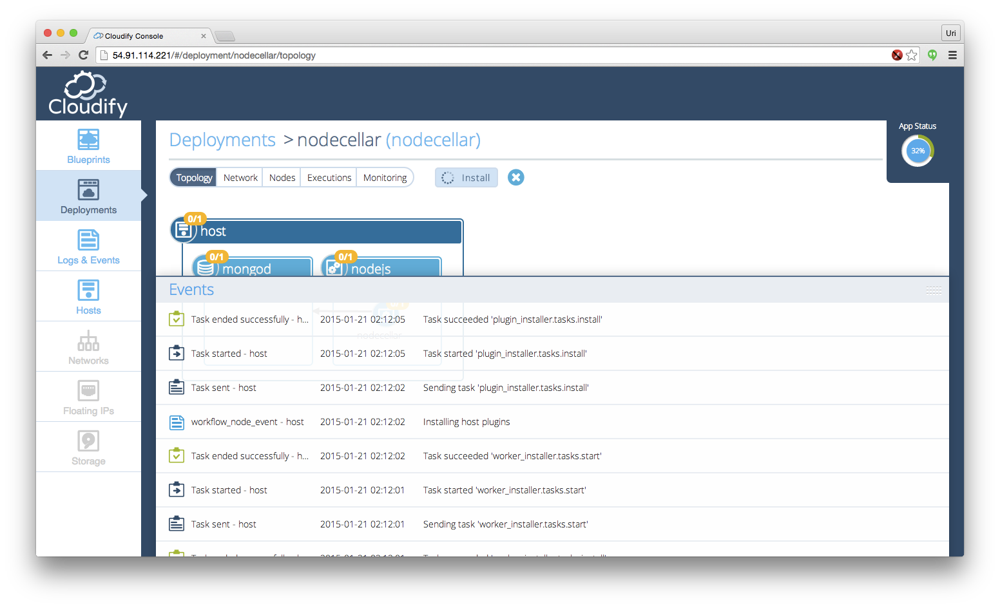 Cloudify Console
Uri
54.91.114.221/#/deployment/nodecellar/topology
Cloudify
App Status
32%
Blueprints
Deployments
Logs & Events
Hosts
Networks
Floating IPs
Storage
Deployments > nodecellar (nodecellar)
Topology Network Nodes Executions Monitoring Install
0/1
host
0/1 0/1
mongod nodejs
Events
nodecellar
Task ended successfully - h... 2015-01-21 02:12:05 Task succeeded 'plugin_installer.tasks.install'
Task started - host 2015-01-21 02:12:05 Task started 'plugin_installer.tasks.install'
Task sent - host 2015-01-21 02:12:02 Sending task 'plugin_installer.tasks.install'
workflow_node_event - host 2015-01-21 02:12:02 Installing host plugins
Task ended successfully - h... 2015-01-21 02:12:02 Task succeeded 'worker_installer.tasks.start'
Task started - host 2015-01-21 02:12:01 Task started 'worker_installer.tasks.start'
Task sent - host 2015-01-21 02:12:01 Sending task 'worker_installer.tasks.start'